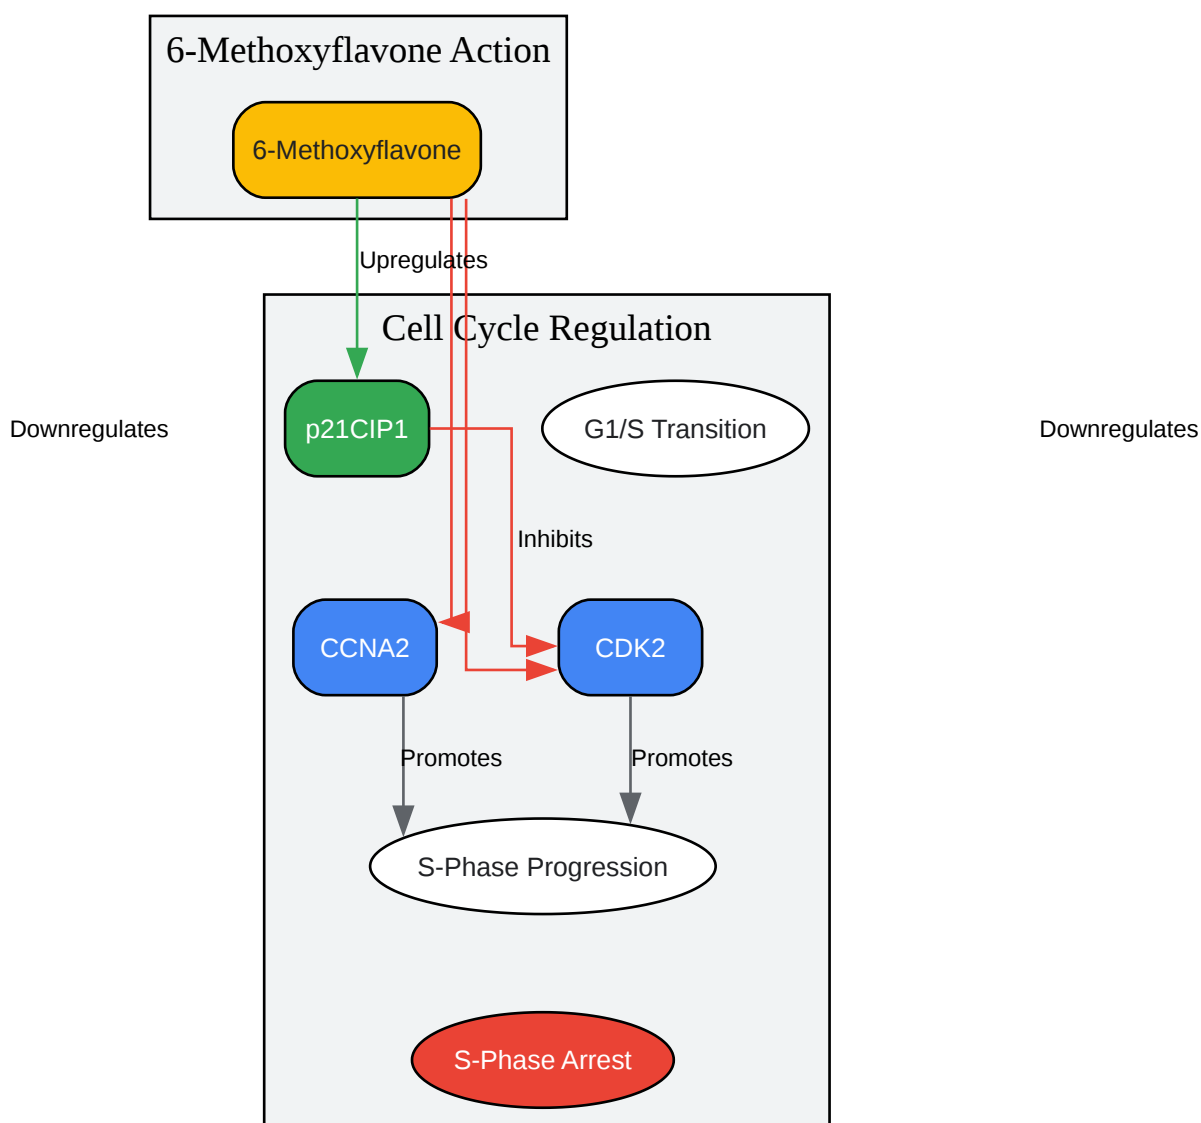 6-Methoxyflavone Action
6-Methoxyflavone
Upregulates
Cell Cycle Regulation
Downregulates
p21CIP1
G1/S Transition
Downregulates
Inhibits
CCNA2
CDK2
Promotes
Promotes
S-Phase Progression
S-Phase Arrest